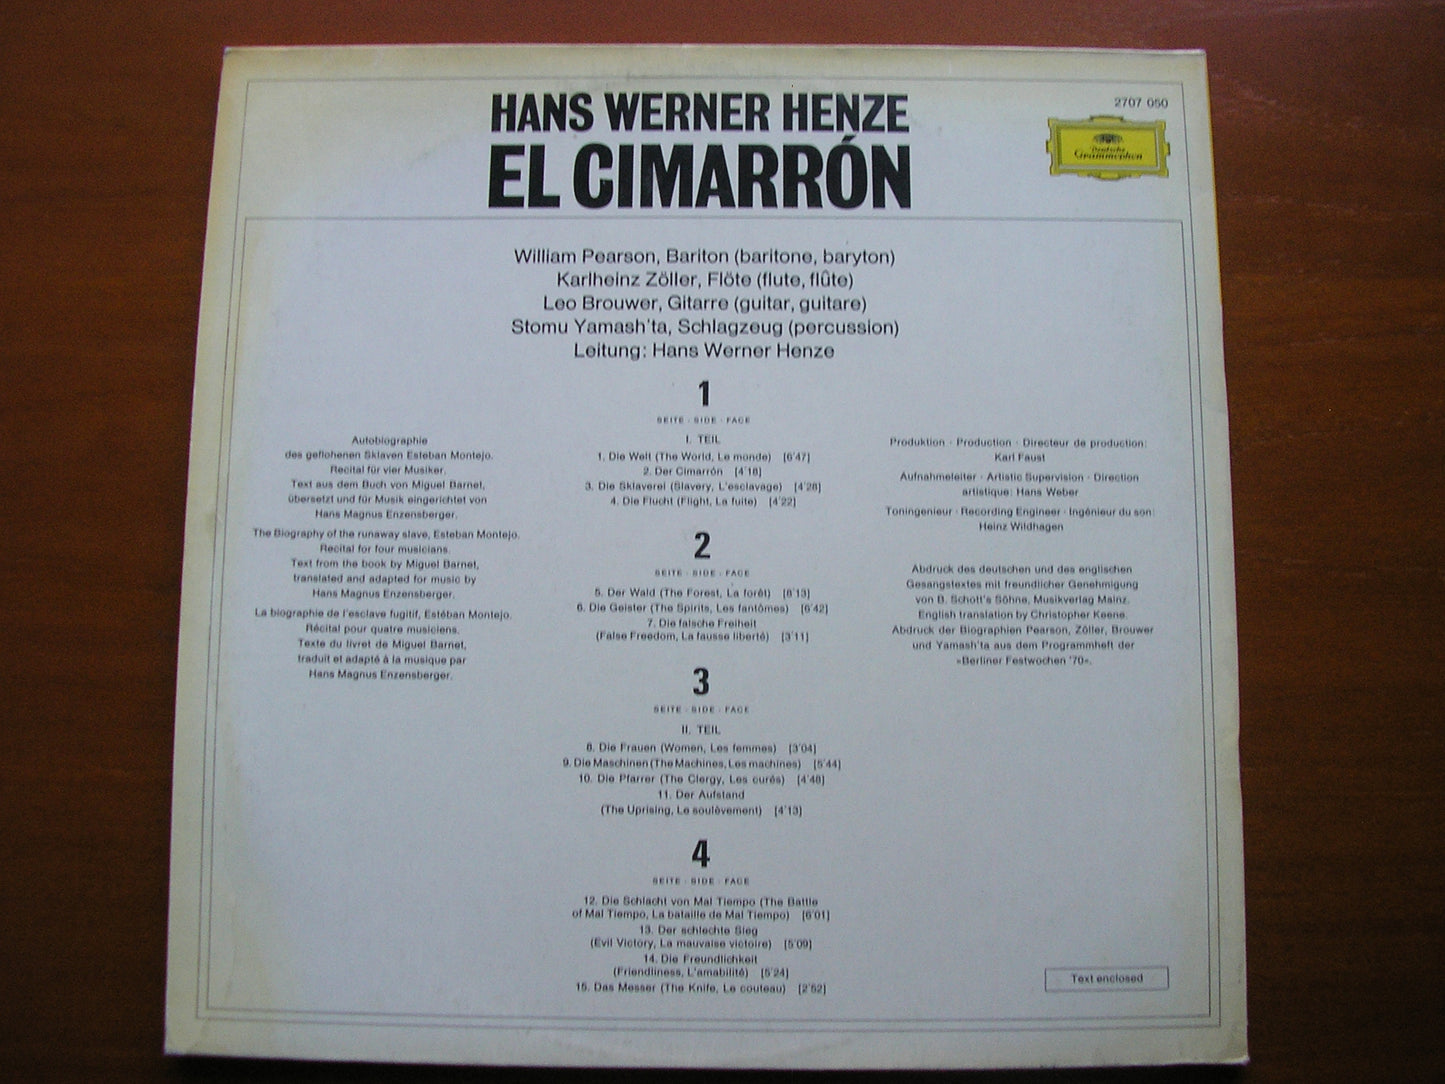 HANS WERNER HENZE
EL CIMARRÓN
2707 050
Deutsche
Grammophon
William Pearson, Bariton (baritone, baryton)
Karlheinz Zöller, Flöte (flute, flûte)
Leo Brouwer, Gitarre (guitar, guitare)
Stomu Yamash'ta, Schlagzeug (percussion)
Leitung: Hans Werner Henze
Autobiographie
des geflohenen Sklaven Esteban Montejo.
Recital für vier Musiker.
Text aus dem Buch von Miguel Barnet,
übersetzt und für Musik eingerichtet von
Hans Magnus Enzensberger.
The Biography of the runaway slave, Esteban Montejo.
Recital for four musicians.
Text from the book by Miguel Barnet,
translated and adapted for music by
Hans Magnus Enzensberger.
La biographie de l'esclave fugitif, Estéban Montejo.
Récital pour quatre musiciens.
Texte du livret de Miguel Barnet,
traduit et adapté à la musique par
Hans Magnus Enzensberger.
1
SEITE · SIDE · FACE
I. TEIL
1. Die Welt (The World, Le monde) [6'47]
2. Der Cimarrón [4'18]
3. Die Sklaverei (Slavery, L'esclavage) [4'28]
4. Die Flucht (Flight, La fuite) [4'22]
2
SEITE · SIDE · FACE
5. Der Wald (The Forest, La forêt) [8'13]
6. Die Geister (The Spirits, Les fantômes) [6'42]
7. Die falsche Freiheit
(False Freedom, La fausse liberté) [3'11]
3
SEITE · SIDE · FACE
II. TEIL
8. Die Frauen (Women, Les femmes) [3'04]
9. Die Maschinen (The Machines, Les machines) [5'44]
10. Die Pfarrer (The Clergy, Les curés) [4'48]
11. Der Aufstand
(The Uprising, Le soulèvement) [4'13]
4
SEITE · SIDE · FACE
12. Die Schlacht von Mal Tiempo (The Battle
of Mal Tiempo, La bataille de Mal Tiempo) [6'01]
13. Der schlechte Sieg
(Evil Victory, La mauvaise victoire) [5'09]
14. Die Freundlichkeit
(Friendliness, L'amabilité) [5'24]
15. Das Messer (The Knife, Le couteau) [2'52]
Produktion · Production · Directeur de production:
Karl Faust
Aufnahmeleiter · Artistic Supervision · Direction
artistique: Hans Weber
Toningenieur · Recording Engineer · Ingénieur du son:
Heinz Wildhagen
Abdruck des deutschen und des englischen
Gesangstextes mit freundlicher Genehmigung
von B. Schott's Söhne, Musikverlag Mainz.
English translation by Christopher Keene.
Abdruck der Biographien Pearson, Zöller, Brouwer
und Yamash'ta aus dem Programmheft der
»Berliner Festwochen '70«.
Text enclosed